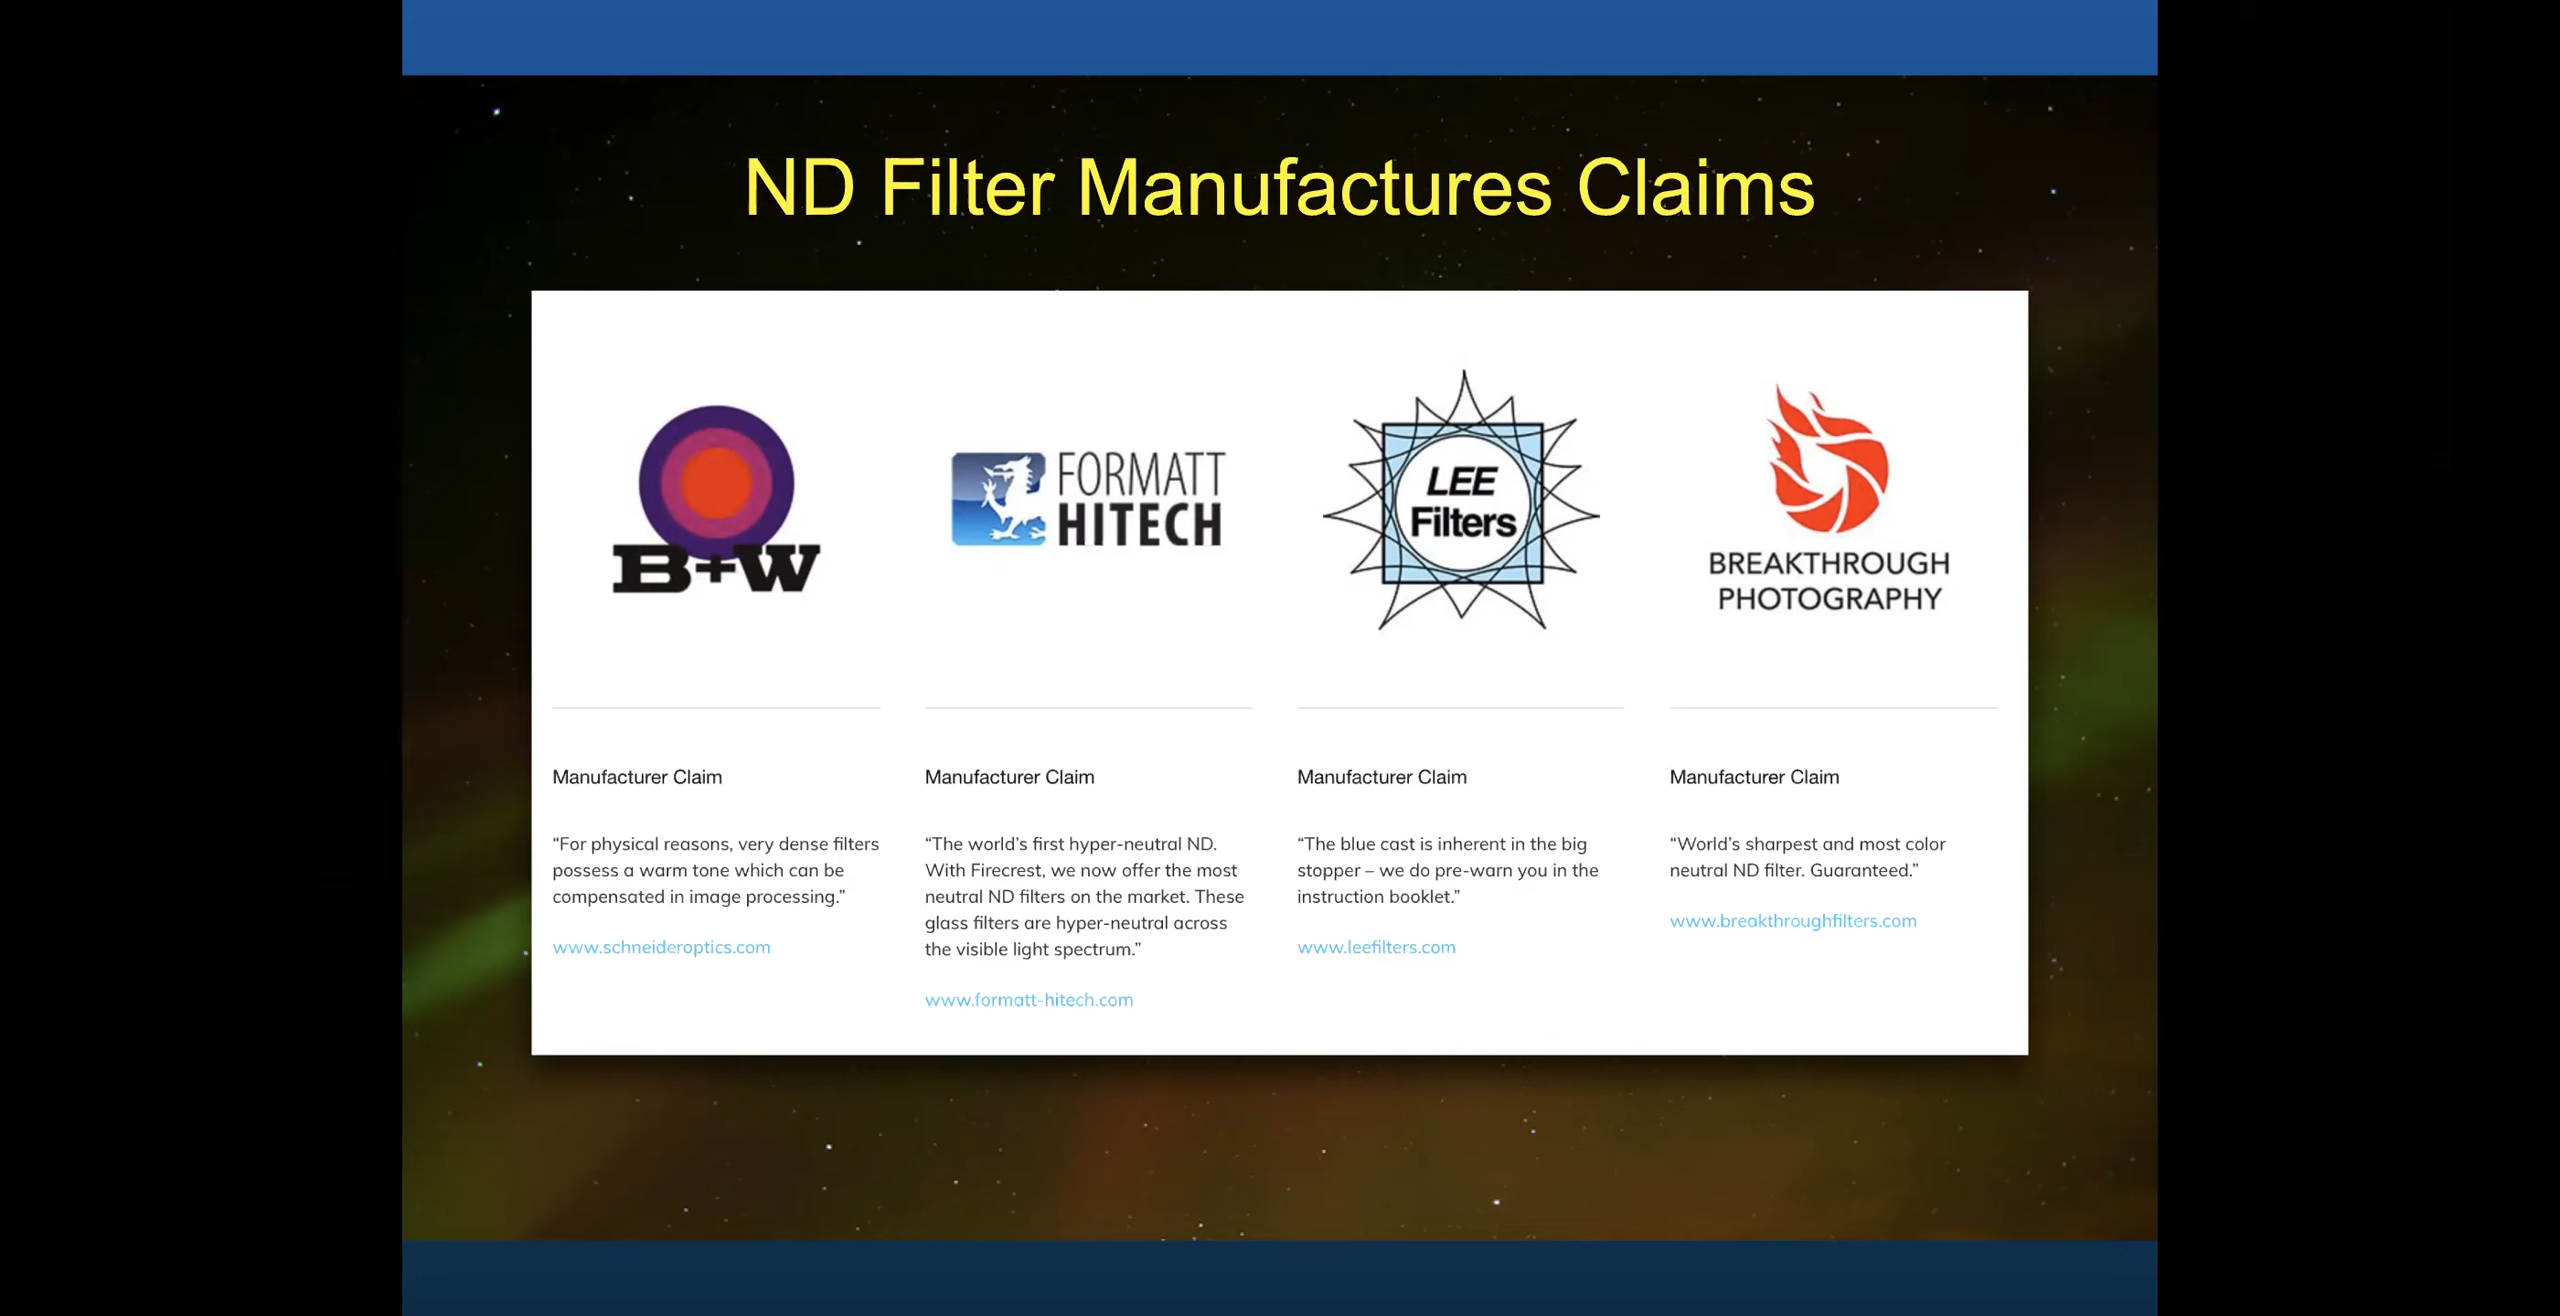 ND Filter Manufactures Claims
B+W
FORMATT
HITECH
LEE
Filters
BREAKTHROUGH
PHOTOGRAPHY
Manufacturer Claim
“For physical reasons, very dense filters
possess a warm tone which can be
compensated in image processing.”
www.schneideroptics.com
Manufacturer Claim
“The world’s first hyper-neutral ND.
With Firecrest, we now offer the most
neutral ND filters on the market. These
glass filters are hyper-neutral across
the visible light spectrum.”
www.formatt-hitech.com
Manufacturer Claim
“The blue cast is inherent in the big
stopper – we do pre-warn you in the
instruction booklet.”
www.leefilters.com
Manufacturer Claim
“World’s sharpest and most color
neutral ND filter. Guaranteed.”
www.breakthroughfilters.com